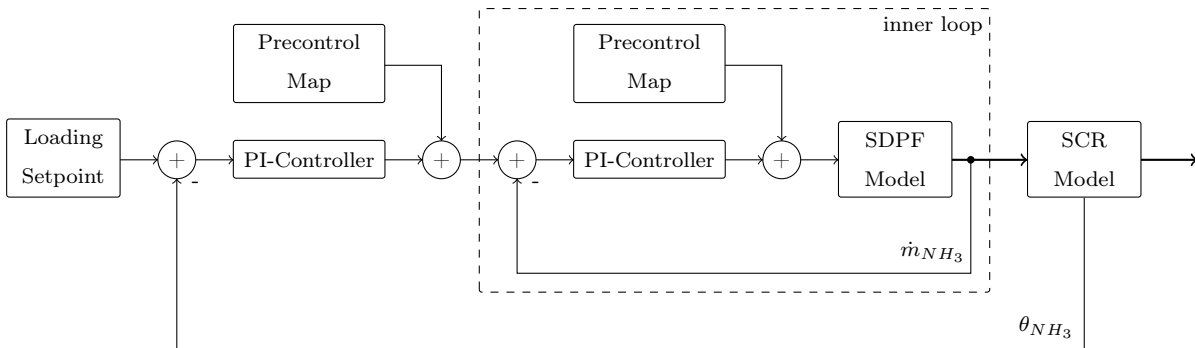 inner loop
Precontrol
Map
Precontrol
Map
Loading
Setpoint
+
-
PI-Controller
+
+
-
PI-Controller
+
SDPF
Model
SCR
Model
ṁ_{NH_3}
θ_{NH_3}